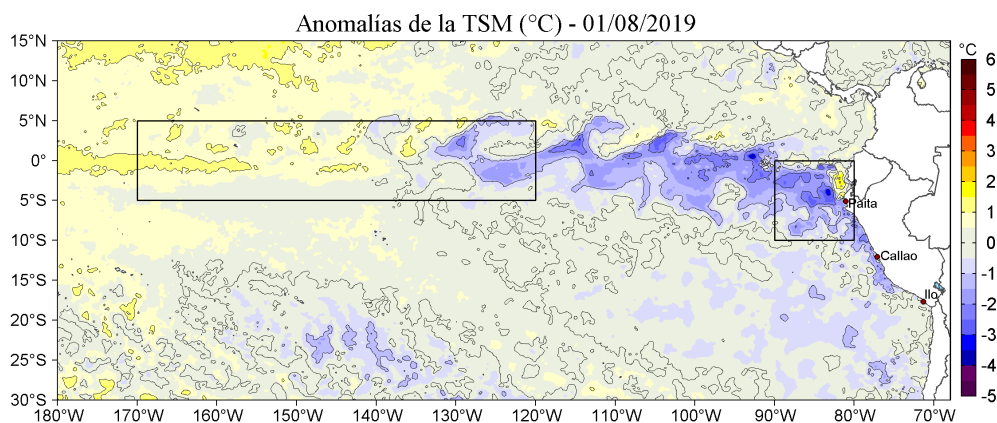 Anomalías de la TSM (°C) - 01/08/2019
°C
15°N
10°N
5°N
0°
5°S
10°S
15°S
20°S
25°S
30°S
180°W
170°W
160°W
150°W
140°W
130°W
120°W
110°W
100°W
90°W
80°W
70°W
Paita
Callao
Ilo
6
5
4
3
2
1
0
-1
-2
-3
-4
-5